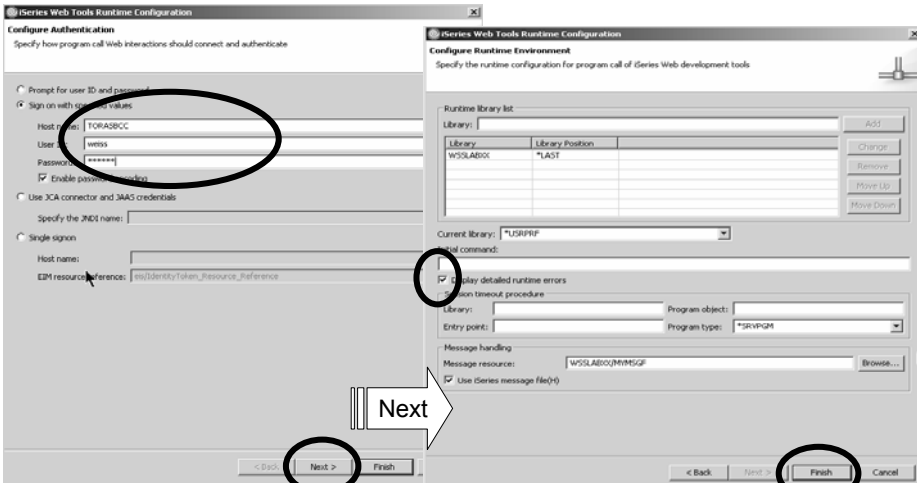 iSeries Web Tools Runtime Configuration
Configure Authentication
Specify how program call Web interactions should connect and authenticate
Prompt for user ID and password
Sign on with specified values
Host name: TORASBCC
User ID: weiss
Password: ******
Enable password encoding
Use JCA connector and JAAS credentials
Specify the JNDI name:
Single signon
Host name:
EIM resource reference: es/IdentityToken_Resource_Reference
< Back Next > Finish
Next
iSeries Web Tools Runtime Configuration
Configure Runtime Environment
Specify the runtime configuration for program call of iSeries Web development tools
Runtime library list
Library: Add
Library Library Position Change
WSSLABXX *LAST
Remove
Move Up
Move Down
Current library: *USRPRF
Initial command:
Display detailed runtime errors
Session timeout procedure
Library: Program object:
Entry point: Program type: *SRVPGM
Message handling
Message resource: WSSLABXX/MYMSGF Browse...
Use iSeries message file(H)
< Back Next > Finish Cancel